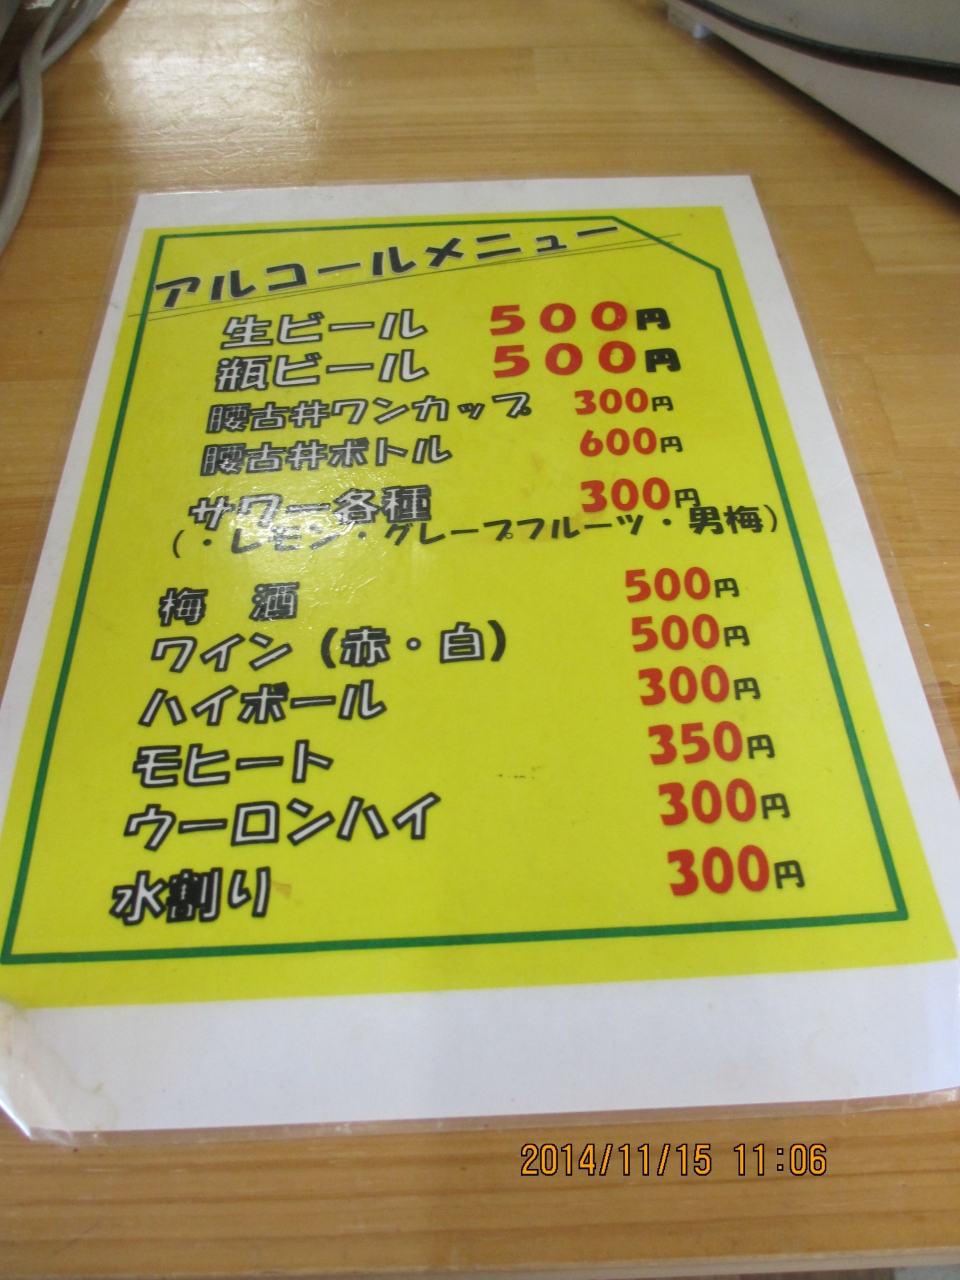 アルコールメニュー
生ビール 500円
瓶ビール 500円
腰古井ワンカップ 300円
腰古井ボトル 600円
サワー各種 300円
(・レモン・グレープフルーツ・男梅)
梅 酒 500円
ワイン (赤・白) 500円
ハイボール 300円
モヒート 350円
ウーロンハイ 300円
水割り 300円
2014/11/15 11:06